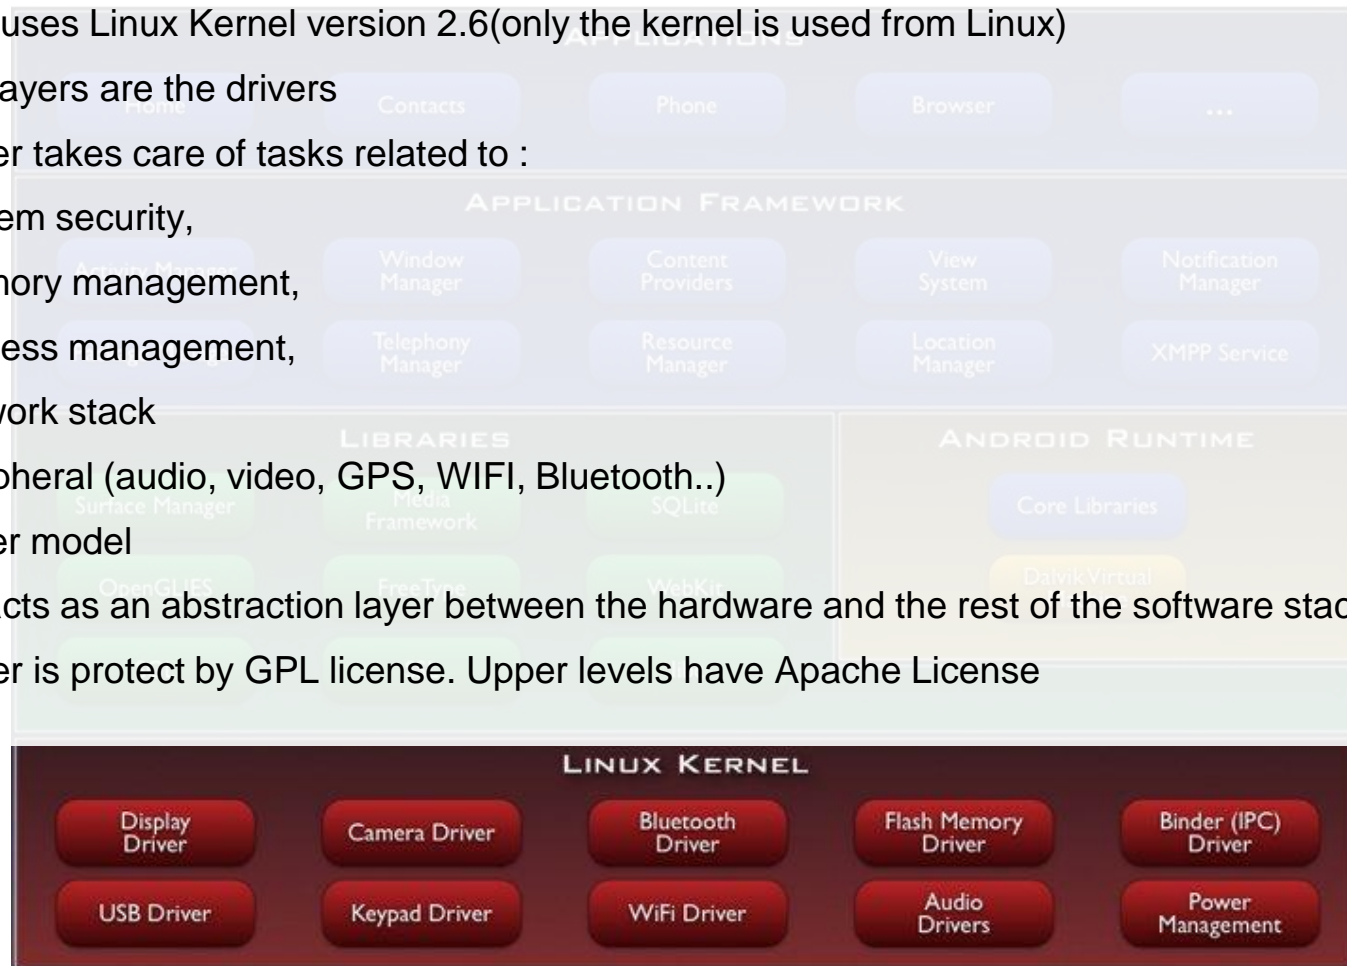 uses Linux Kernel version 2.6(only the kernel is used from Linux)
APPLICATIONS
ayers are the drivers
Home
Contacts
Phone
Browser
...
er takes care of tasks related to :
em security,
APPLICATION FRAMEWORK
nory management,
Activity Manager
Window
Manager
Content
Providers
View
System
Notification
Manager
ess management,
Telephony
Manager
Resource
Manager
Location
Manager
XMPP Service
work stack
LIBRARIES
ANDROID RUNTIME
pheral (audio, video, GPS, WIFI, Bluetooth..)
Surface Manager
Media
Framework
SQLite
Core Libraries
er model
OpenGL|ES
FreeType
WebKit
Dalvik Virtual
acts as an abstraction layer between the hardware and the rest of the software stac
er is protect by GPL license. Upper levels have Apache License
LINUX KERNEL
Display
Driver
Camera Driver
Bluetooth
Driver
Flash Memory
Driver
Binder (IPC)
Driver
USB Driver
Keypad Driver
WiFi Driver
Audio
Drivers
Power
Management